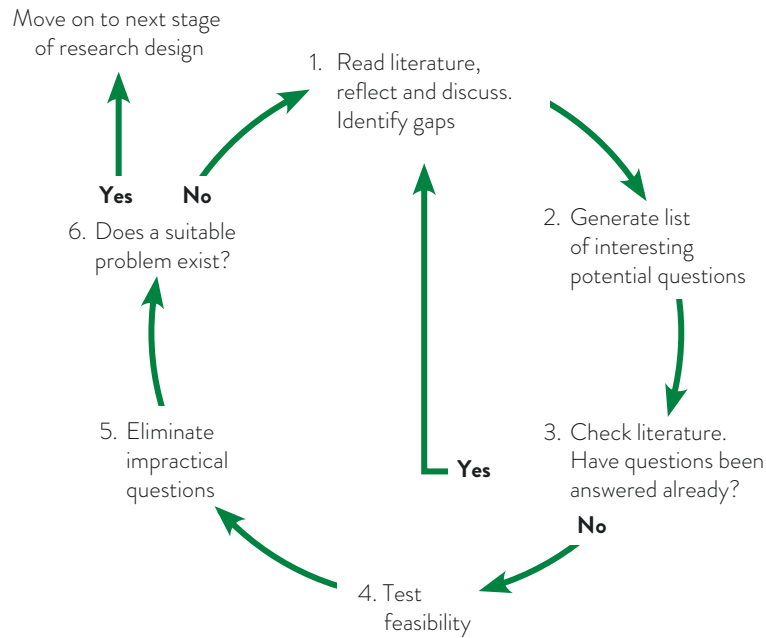 Move on to next stage
of research design
1. Read literature,
reflect and discuss.
Identify gaps
Yes No
6. Does a suitable
problem exist?
2. Generate list
of interesting
potential questions
5. Eliminate
impractical
questions
Yes
3. Check literature.
Have questions been
answered already?
No
4. Test
feasibility